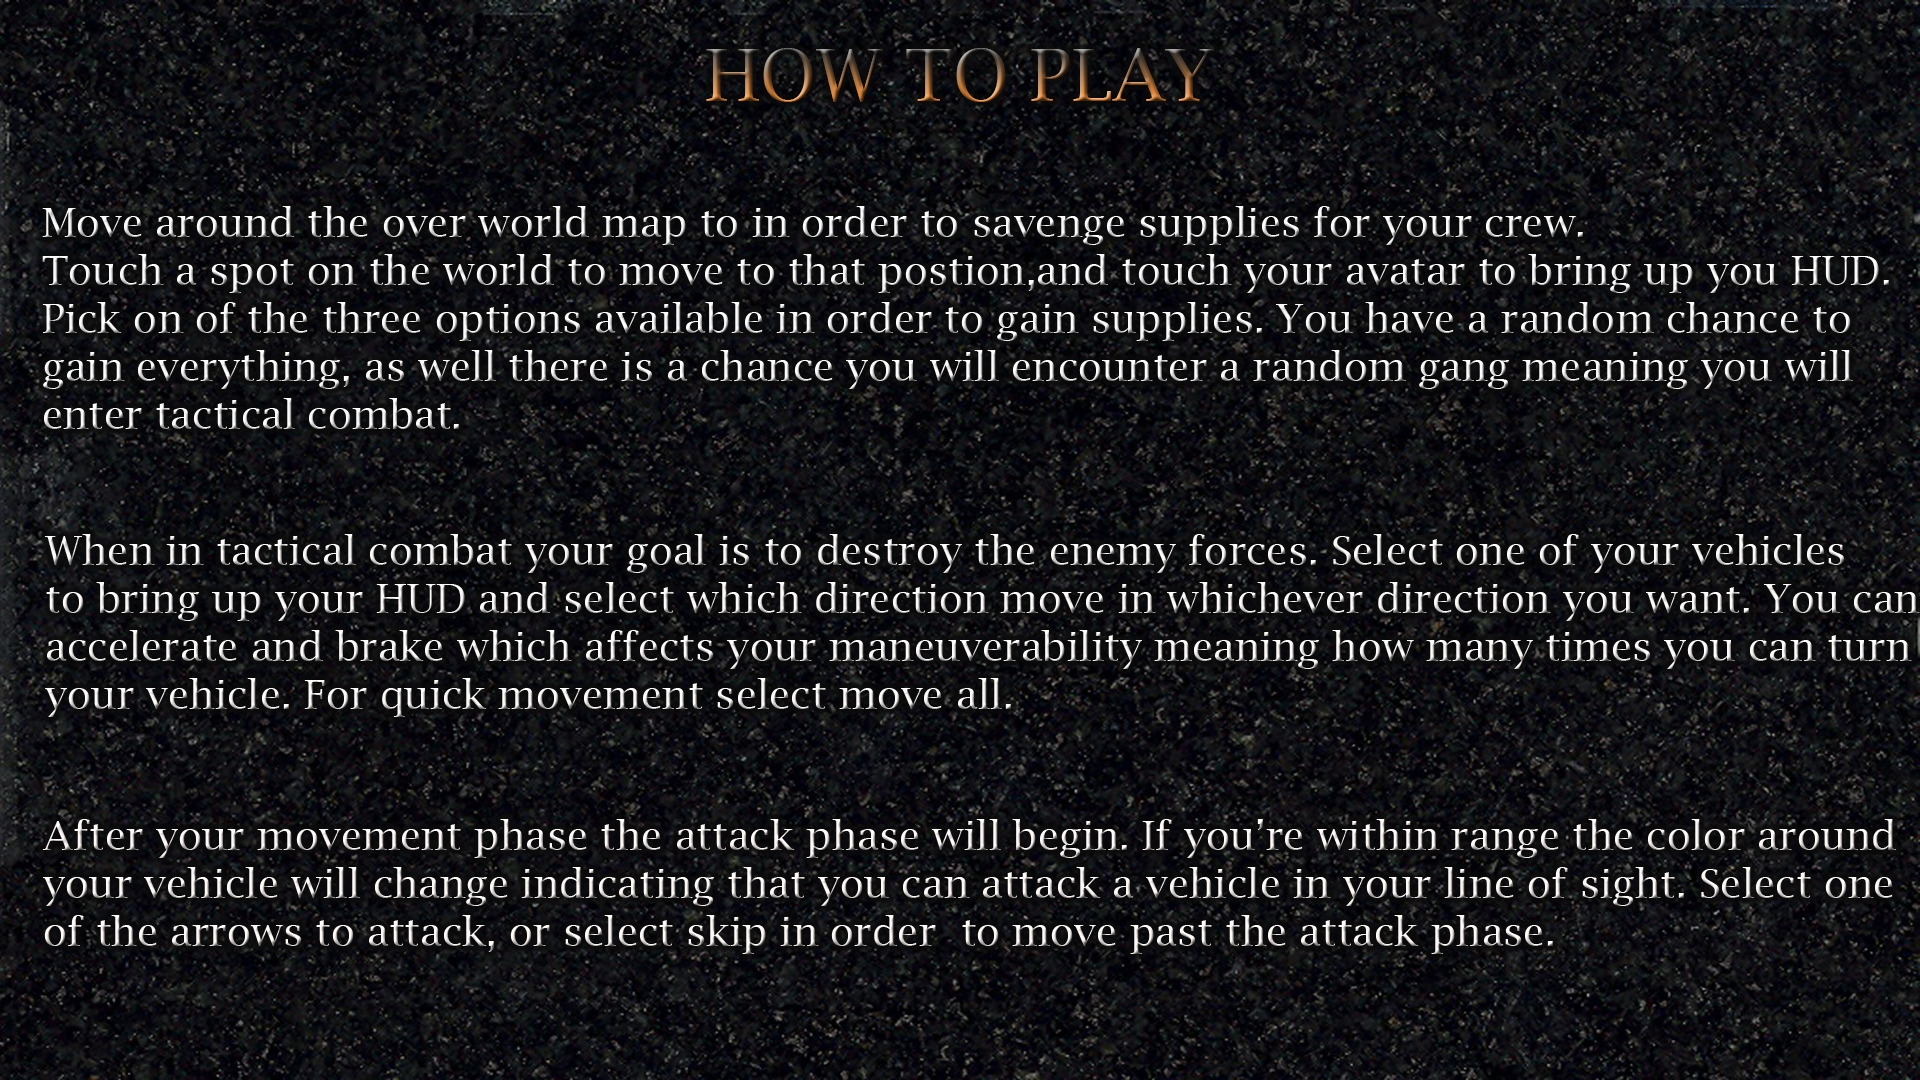 HOW TO PLAY
Move around the over world map to in order to savenge supplies for your crew.
Touch a spot on the world to move to that postion,and touch your avatar to bring up you HUD.
Pick on of the three options available in order to gain supplies. You have a random chance to
gain everything, as well there is a chance you will encounter a random gang meaning you will
enter tactical combat.
When in tactical combat your goal is to destroy the enemy forces. Select one of your vehicles
to bring up your HUD and select which direction move in whichever direction you want. You can
accelerate and brake which affects your maneuverability meaning how many times you can turn
your vehicle. For quick movement select move all.
After your movement phase the attack phase will begin. If you’re within range the color around
your vehicle will change indicating that you can attack a vehicle in your line of sight. Select one
of the arrows to attack, or select skip in order  to move past the attack phase.